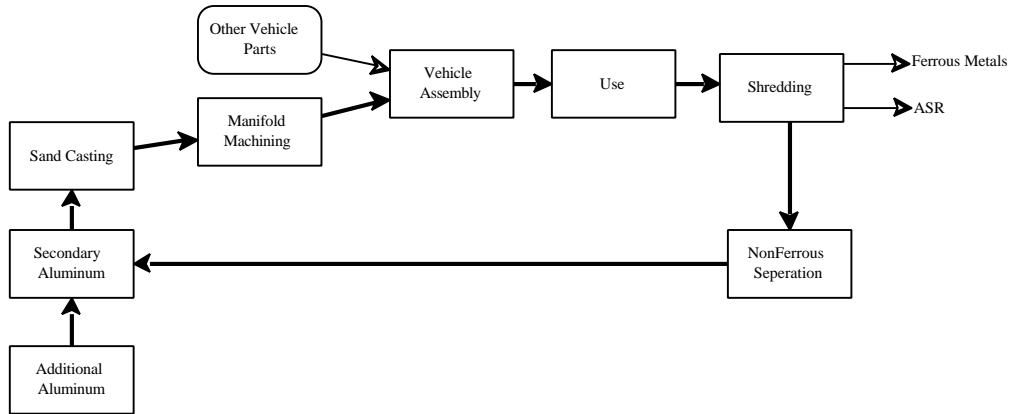 Other Vehicle
Parts
Vehicle
Assembly
Use
Shredding
Ferrous Metals
ASR
Manifold
Machining
Sand Casting
Secondary
Aluminum
NonFerrous
Seperation
Additional
Aluminum